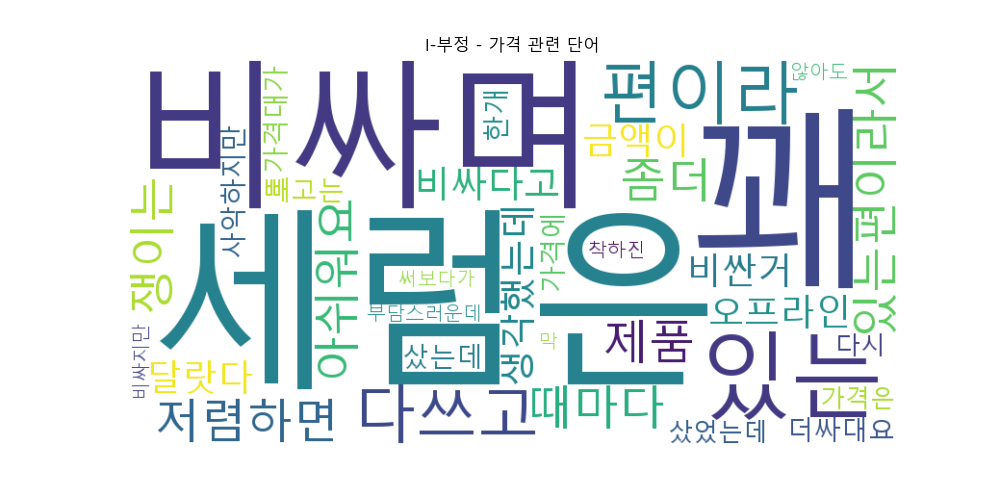 I-부정 - 가격 관련 단어
비싸며
편이라
않아도
한개
가격대가
금액이
있는편이라서
꽤
사악하지만
쨍이는
빼고는
비싸다고
좀더
세럼은
아쉬워요
생각했는데
가격에
착하진
비싼거
써보다가
부담스러운데
오프라인
막
제품
있는
다시
비싸지만
달랏다
샀는데
가격은
저렴하면
다쓰고
때마다
샀었는데
더싸대요